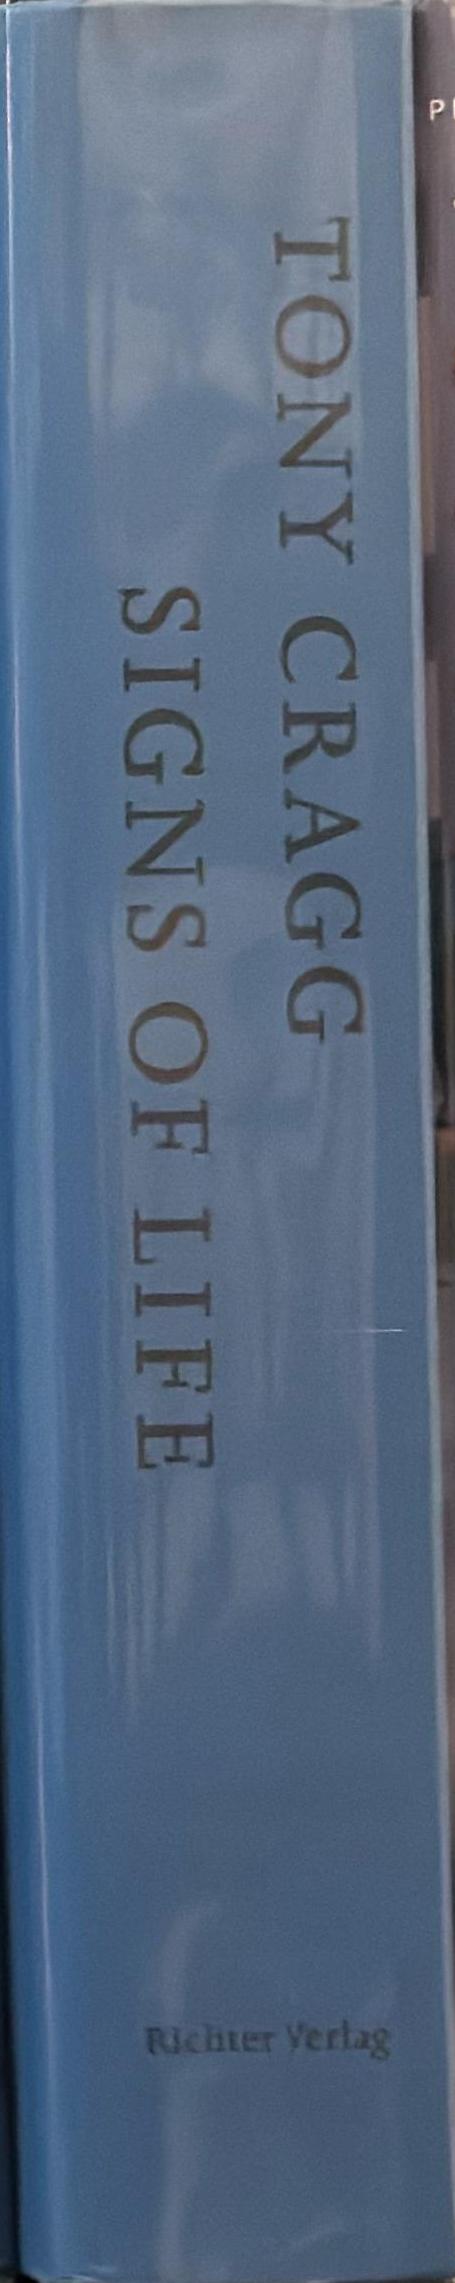 TONY CRAGG
SIGNS OF LIFE
Richter Verlag